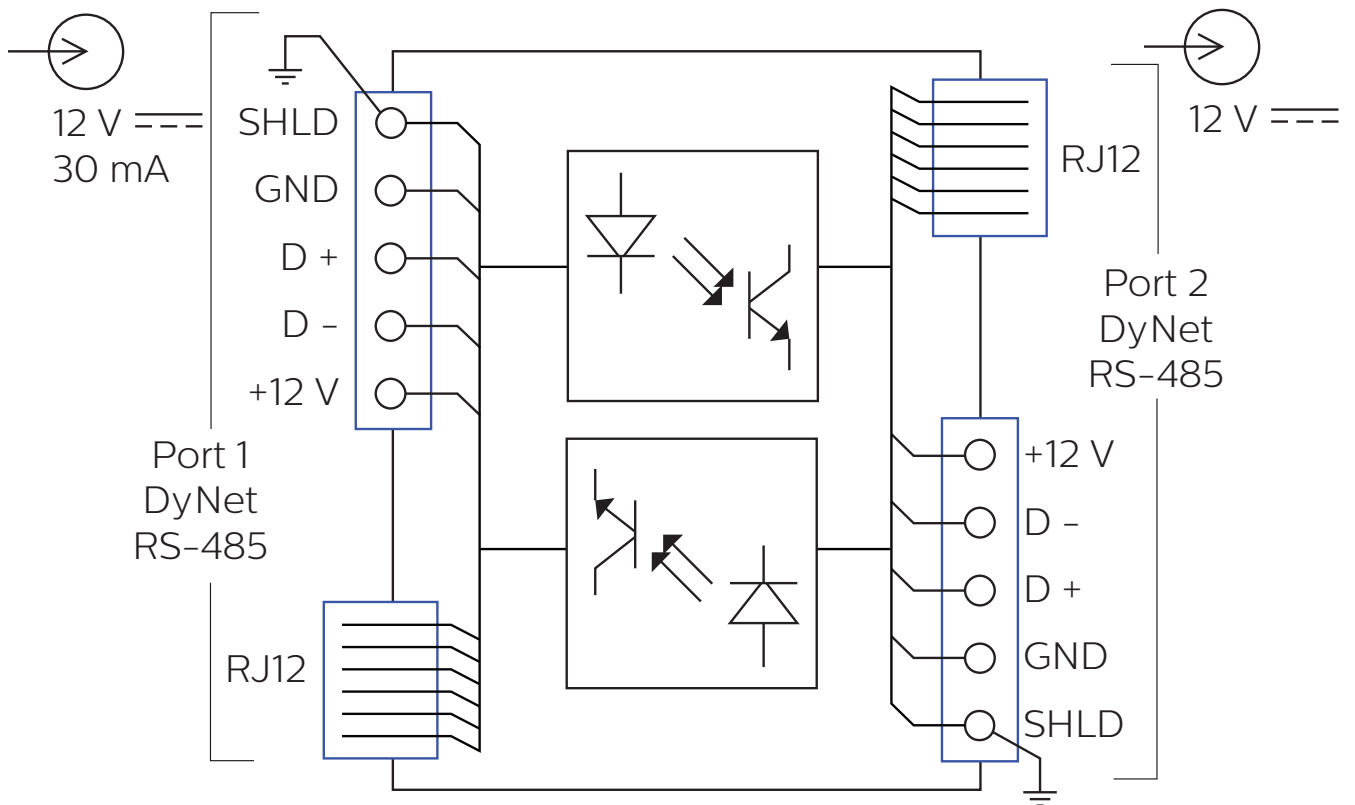 12 V
30 mA
SHLD
GND
D +
D -
+12 V
Port 1
DyNet
RS-485
RJ12
12 V
RJ12
Port 2
DyNet
RS-485
+12 V
D -
D +
GND
SHLD